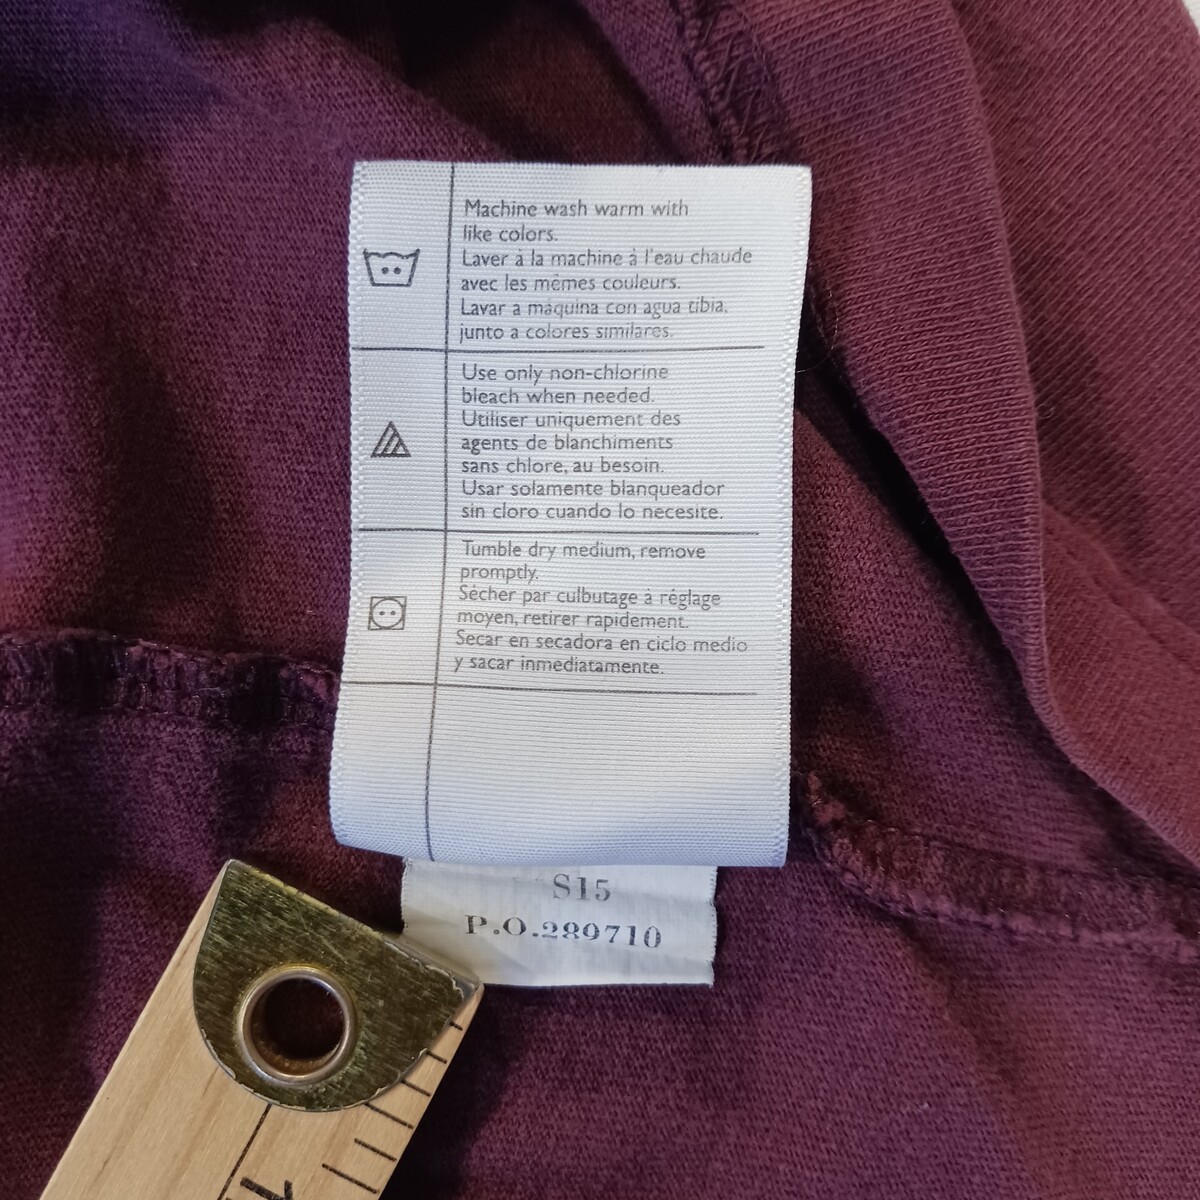 Machine wash warm with
like colors.
Laver à la machine à l'eau chaude
avec les mêmes couleurs.
Lavar a máquina con agua tibia,
junto a colores similares.
Use only non-chlorine
bleach when needed.
Utiliser uniquement des
agents de blanchiments
sans chlore, au besoin.
Usar solamente blanqueador
sin cloro cuando lo necesite.
Tumble dry medium, remove
promptly.
Sécher par culbutage à réglage
moyen, retirer rapidement.
Secar en secadora en ciclo medio
y sacar inmediatamente.
S15
P.O.289710